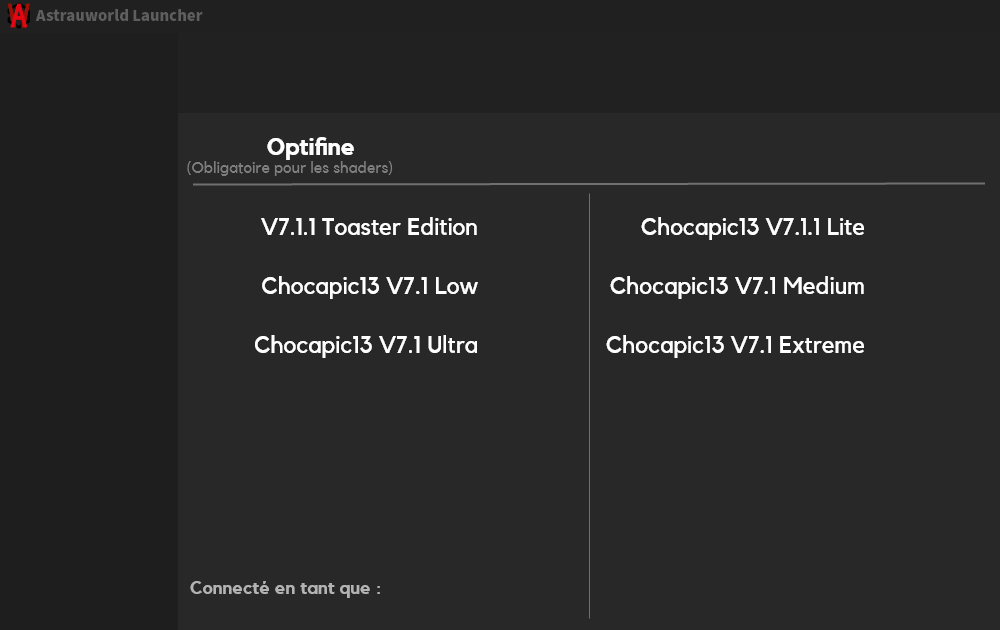 Astrauworld Launcher
Optifine
(Obligatoire pour les shaders)
V7.1.1 Toaster Edition
Chocapic13 V7.1.1 Lite
Chocapic13 V7.1 Low
Chocapic13 V7.1 Medium
Chocapic13 V7.1 Ultra
Chocapic13 V7.1 Extreme
Connecté en tant que :